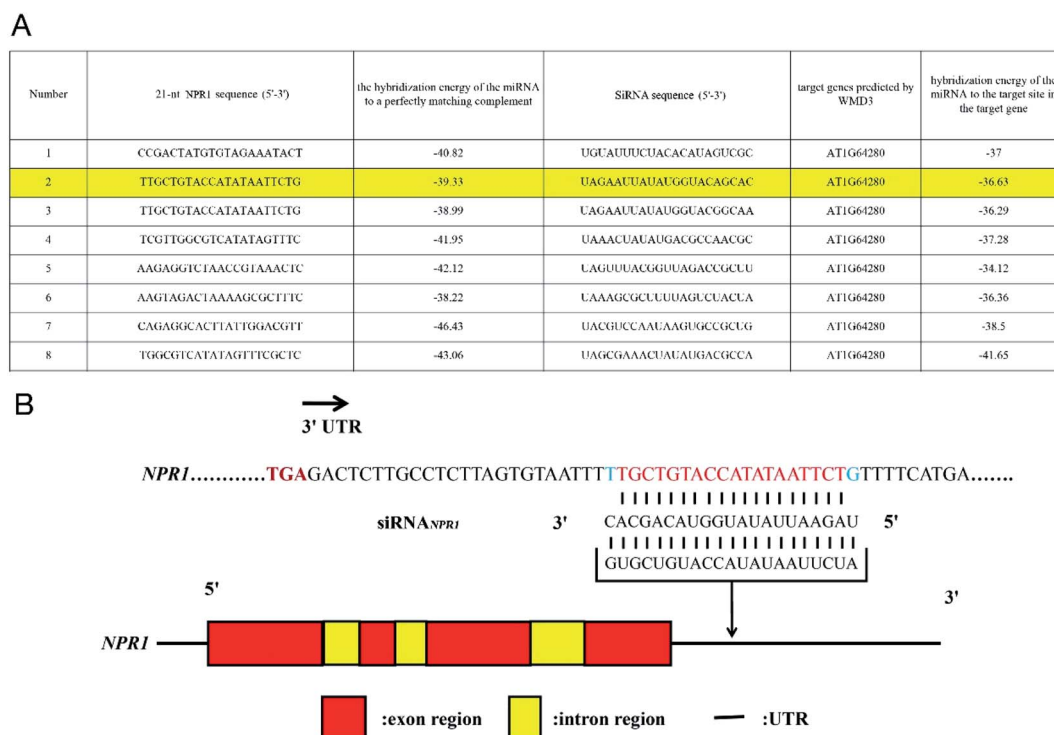 A
Number 21-nt NPR1 sequence (5'-3') the hybridization energy of the miRNA to a perfectly matching complement SiRNA sequence (5'-3') target genes predicted by WMD3 hybridization energy of the miRNA to the target site in the target gene
1 CCGACTATGTGTAGAAATACT -40.82 UGUAUUUCUACACAUAGUCGC AT1G64280 -37
2 TTGCTGTACCATATAATTCTG -39.33 UAGAAUUAUAUGGUACAGCAC AT1G64280 -36.63
3 TTGCTGTACCATATAATTCTG -38.99 UAGAAUUAUAUGGUACGGCAA AT1G64280 -36.29
4 TCGTTGGCGTCATATAGTTTC -41.95 UAAACUAUAUGACGCCAACGC AT1G64280 -37.28
5 AAGAGGTCTAACCGTAAACTC -42.12 UAGUUUACGGUUAGACCGCUU AT1G64280 -34.12
6 AAGTAGACTAAAAGCGCTTTC -38.22 UAAAGCGCUUUUAGUCUACUA AT1G64280 -36.36
7 CAGAGGCACTTATTGGACGTT -46.43 UACGUCCAAUAAGUGCCGCUG AT1G64280 -38.5
8 TGGCGTCATATAGTTTCGCTC -43.06 UAGCGAAACUAUAUGACGCCA AT1G64280 -41.65
B
3' UTR
NPR1............TGAGACTCTTGCCTCTTAGTGTAATTTTTGCTGTACCATATAATTCTGTTTTCATGA.......
siRNANPR1 3' CACGACAUGGUAUAUUAAGAU 5'
GUGCUGUACCAUAUAAUUCUA
5' 3'
NPR1
:exon region :intron region :UTR